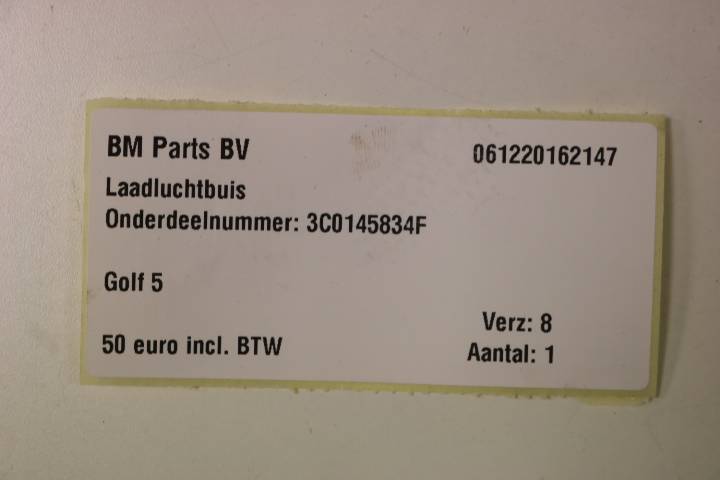 BM Parts BV 061220162147
Laadluchtbuis
Onderdeelnummer: 3C0145834F
Golf 5
Verz: 8
50 euro incl. BTW Aantal: 1